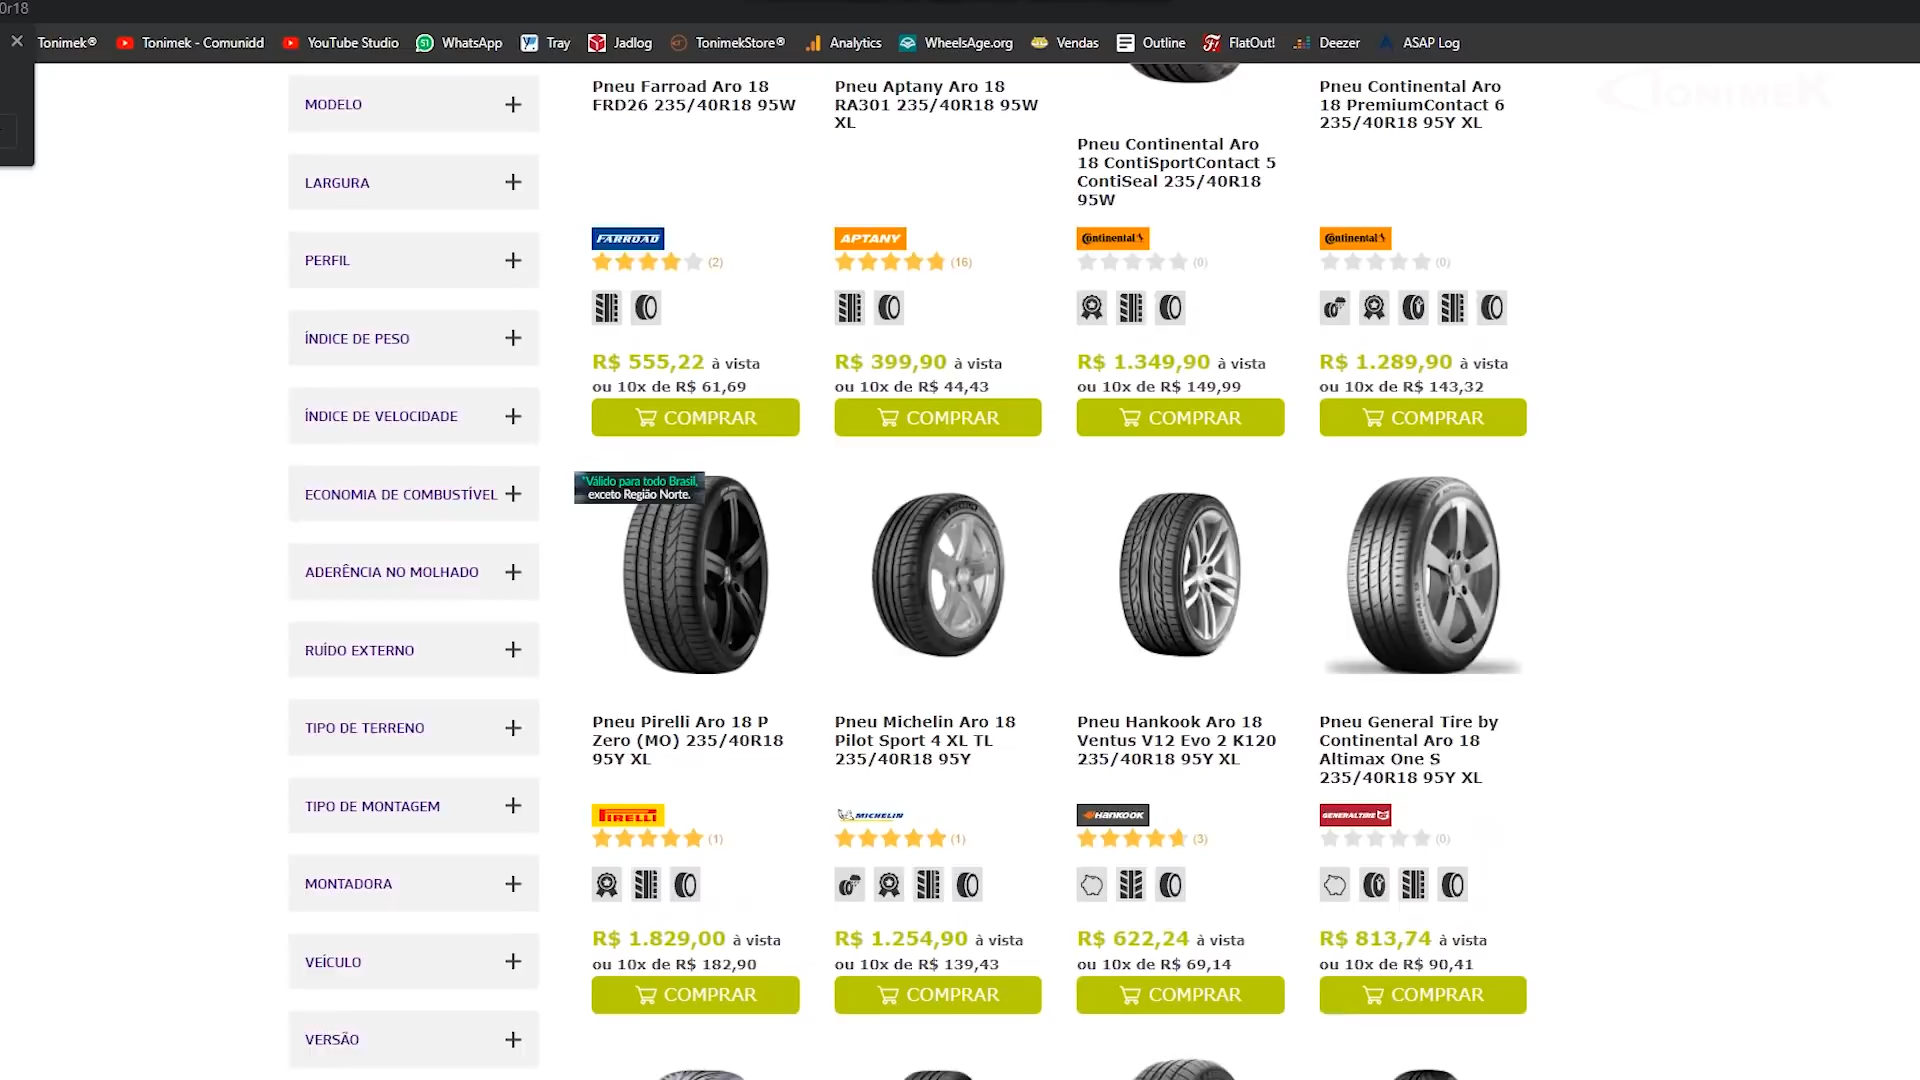 0r18
Tonimek®
Tonimek - Comunidd
YouTube Studio
WhatsApp
Tray
Jadlog
TonimekStore®
Analytics
WheelsAge.org
Vendas
Outline
FlatOut!
Deezer
ASAP Log
TONIMEK
MODELO
LARGURA
PERFIL
ÍNDICE DE PESO
ÍNDICE DE VELOCIDADE
ECONOMIA DE COMBUSTÍVEL
ADERÊNCIA NO MOLHADO
RUÍDO EXTERNO
TIPO DE TERRENO
TIPO DE MONTAGEM
MONTADORA
VEÍCULO
VERSÃO
Pneu Farroad Aro 18
FRD26 235/40R18 95W
FARROAD
(2)
R$ 555,22 à vista
ou 10x de R$ 61,69
COMPRAR
Pneu Aptany Aro 18
RA301 235/40R18 95W
XL
APTANY
(16)
R$ 399,90 à vista
ou 10x de R$ 44,43
COMPRAR
Pneu Continental Aro
18 ContiSportContact 5
ContiSeal 235/40R18
95W
Continental
(0)
R$ 1.349,90 à vista
ou 10x de R$ 149,99
COMPRAR
Pneu Continental Aro
18 PremiumContact 6
235/40R18 95Y XL
Continental
(0)
R$ 1.289,90 à vista
ou 10x de R$ 143,32
COMPRAR
*Válido para todo Brasil,
exceto Região Norte.
Pneu Pirelli Aro 18 P
Zero (MO) 235/40R18
95Y XL
PIRELLI
(1)
R$ 1.829,00 à vista
ou 10x de R$ 182,90
COMPRAR
Pneu Michelin Aro 18
Pilot Sport 4 XL TL
235/40R18 95Y
MICHELIN
(1)
R$ 1.254,90 à vista
ou 10x de R$ 139,43
COMPRAR
Pneu Hankook Aro 18
Ventus V12 Evo 2 K120
235/40R18 95Y XL
HANKOOK
(3)
R$ 622,24 à vista
ou 10x de R$ 69,14
COMPRAR
Pneu General Tire by
Continental Aro 18
Altimax One S
235/40R18 95Y XL
GENERAL TIRE
(0)
R$ 813,74 à vista
ou 10x de R$ 90,41
COMPRAR